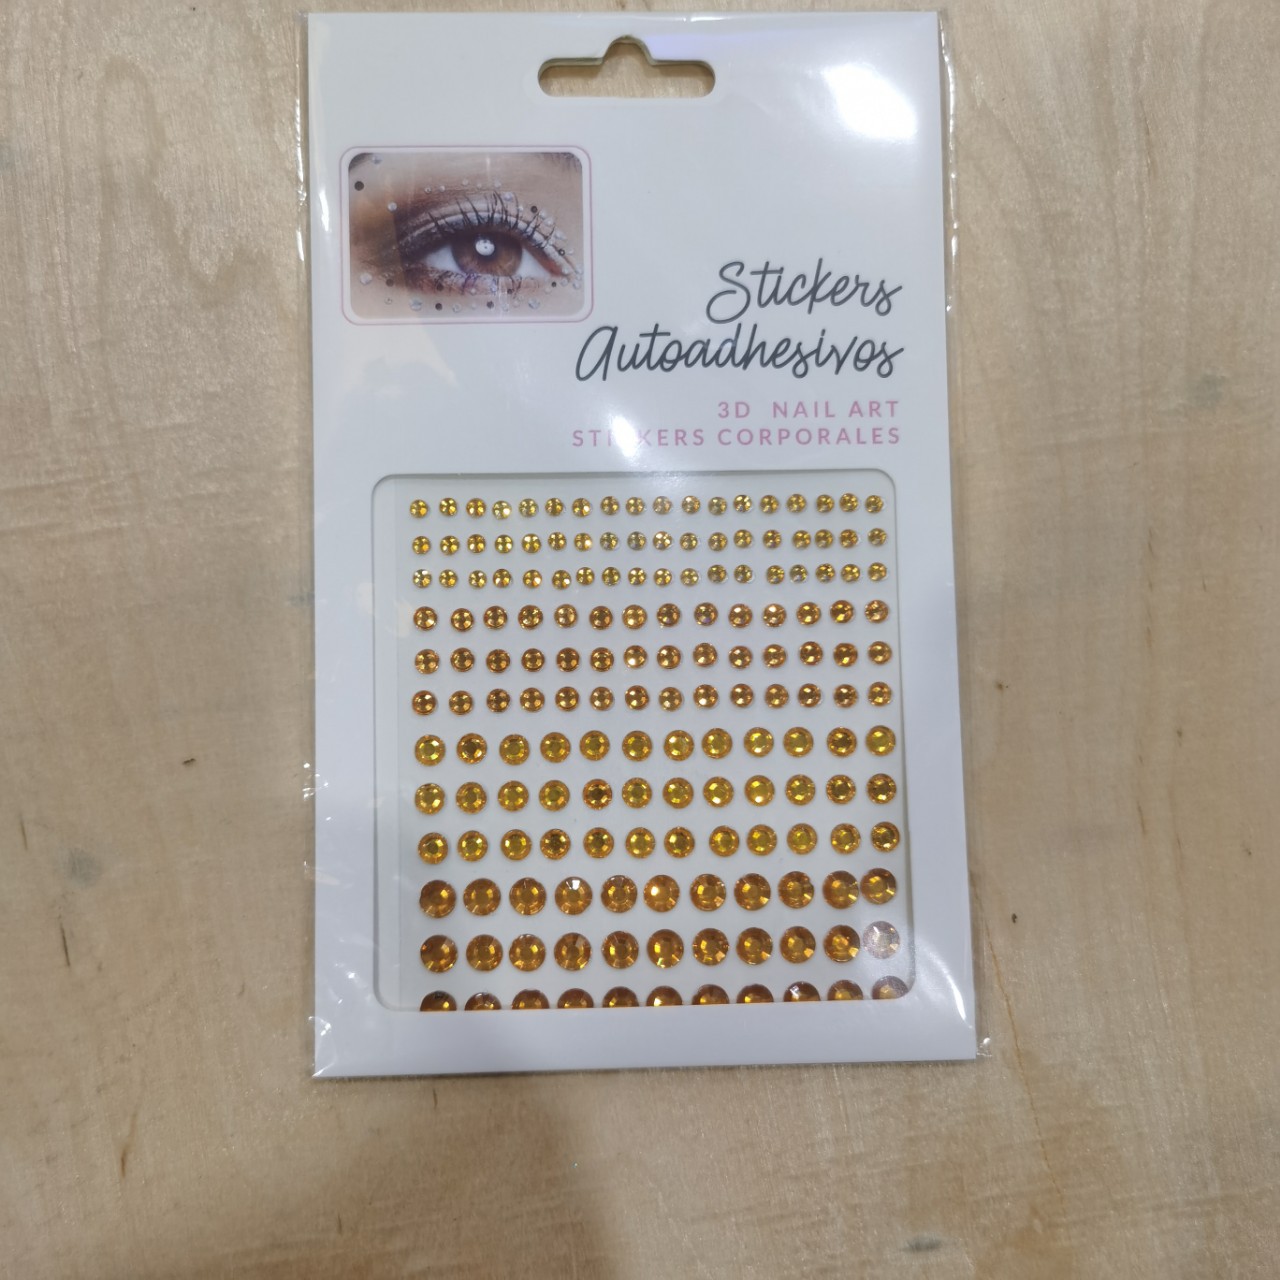 Stickers
Autoadhesivos
3D NAIL ART
STICKERS CORPORALES